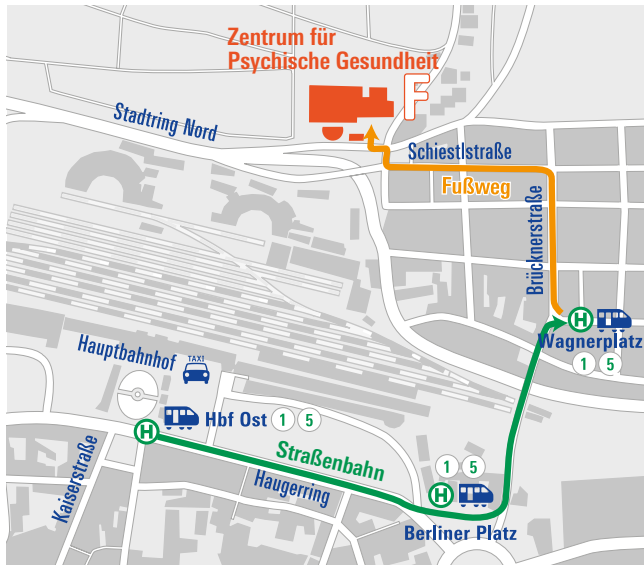 Zentrum für
Psychische Gesundheit
F
Stadtring Nord
Schiestlstraße
Fußweg
Brücknerstraße
H
Wagnerplatz
1 5
Hauptbahnhof
TAXI
H
Hbf Ost 1 5
Straßenbahn
Haugerring
Kaiserstraße
1 5
H
Berliner Platz